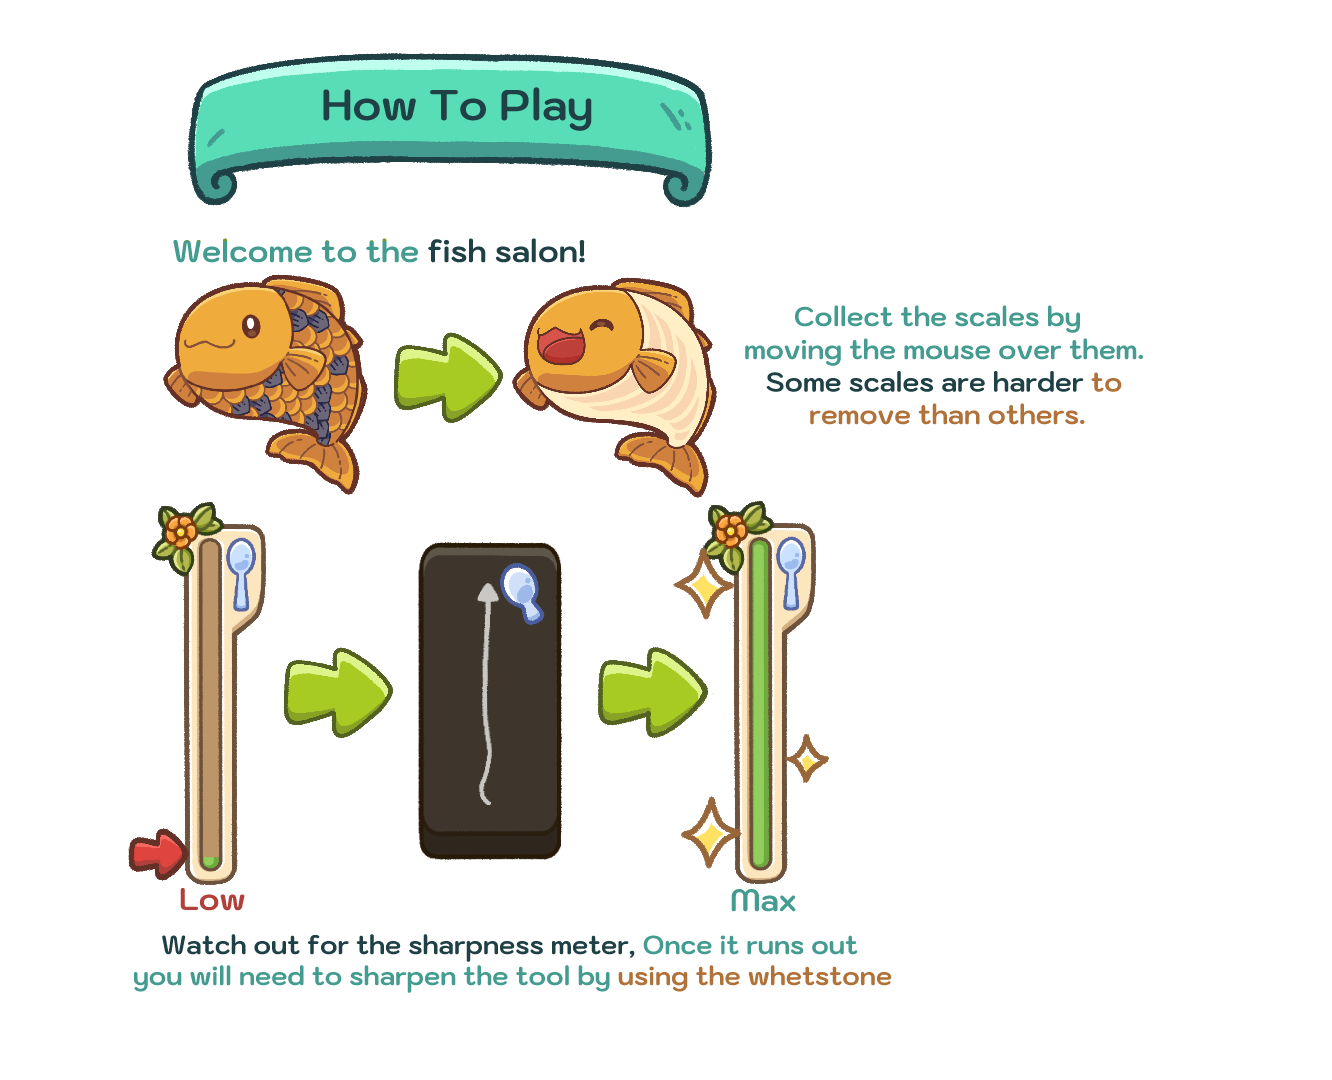 How To Play
Welcome to the fish salon!
Collect the scales by
moving the mouse over them.
Some scales are harder to
remove than others.
Low
Max
Watch out for the sharpness meter, Once it runs out
you will need to sharpen the tool by using the whetstone